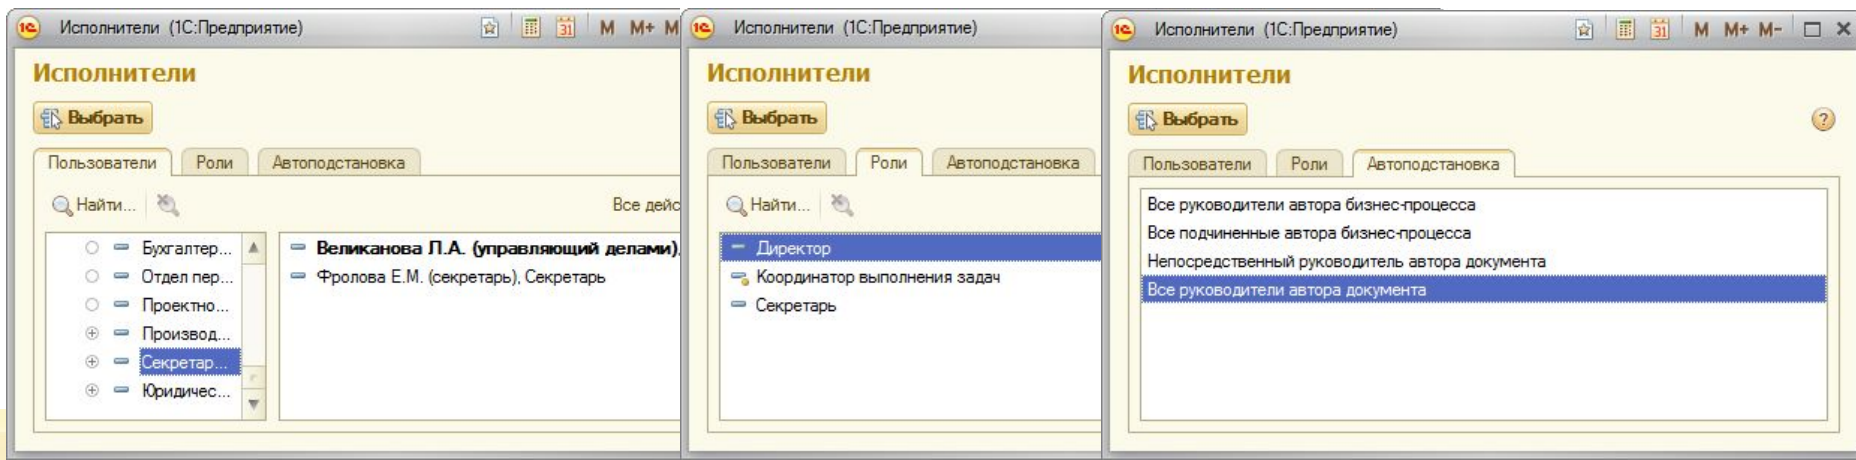 Исполнители (1С:Предприятие)
31 M M+ M
Исполнители
Выбрать
Пользователи Роли Автоподстановка
Найти... Все дейс
Бухгалтер...
Отдел пер...
Проектно...
Производ...
Секретар...
Юридичес...
Великанова Л.А. (управляющий делами),
Фролова Е.М. (секретарь), Секретарь
Исполнители (1С:Предприятие)
Исполнители
Выбрать
Пользователи Роли Автоподстановка
Найти...
Директор
Координатор выполнения задач
Секретарь
Исполнители (1С:Предприятие)
31 M M+ M-
Исполнители
Выбрать
?
Пользователи Роли Автоподстановка
Все руководители автора бизнес-процесса
Все подчиненные автора бизнес-процесса
Непосредственный руководитель автора документа
Все руководители автора документа